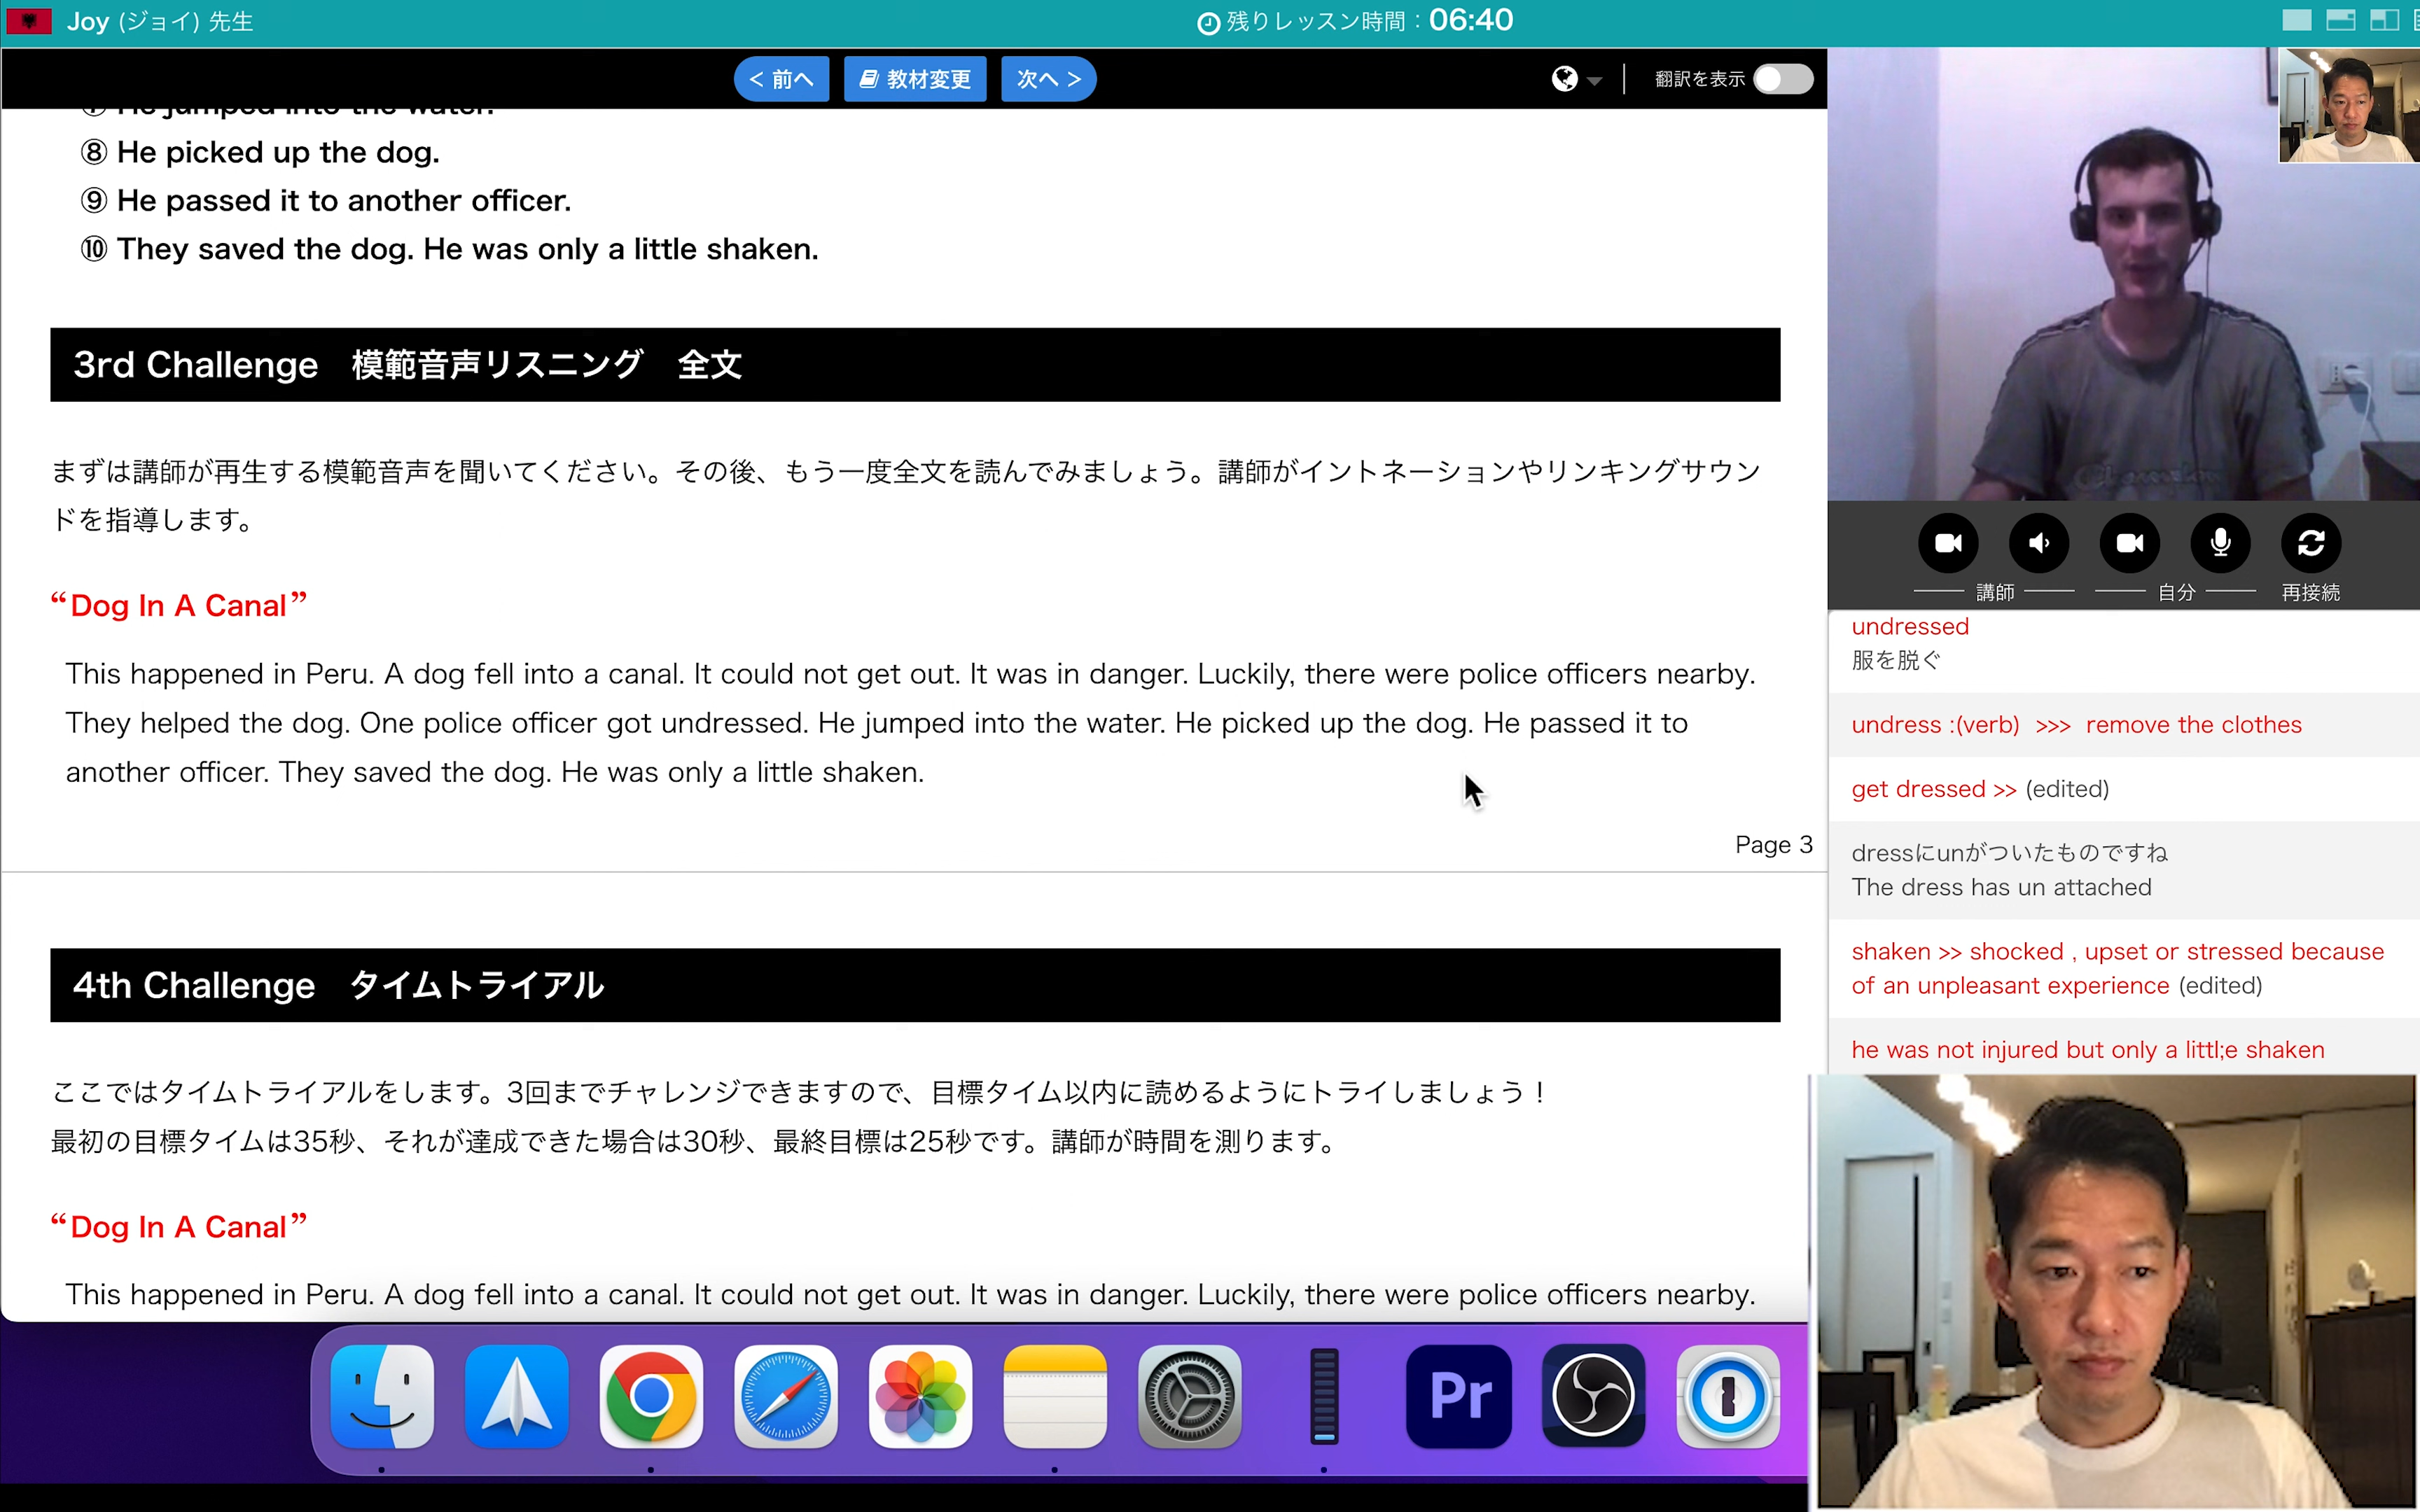 Joy (ジョイ) 先生
残りレッスン時間 : 06:40
< 前へ
教材変更
次へ >
翻訳を表示
⑦ He jumped into the water.
⑧ He picked up the dog.
⑨ He passed it to another officer.
⑩ They saved the dog. He was only a little shaken.
3rd Challenge　模範音声リスニング　全文
まずは講師が再生する模範音声を聞いてください。その後、もう一度全文を読んでみましょう。講師がイントネーションやリンキングサウン
ドを指導します。
“Dog In A Canal”
This happened in Peru. A dog fell into a canal. It could not get out. It was in danger. Luckily, there were police officers nearby.
They helped the dog. One police officer got undressed. He jumped into the water. He picked up the dog. He passed it to
another officer. They saved the dog. He was only a little shaken.
Page 3
4th Challenge　タイムトライアル
ここではタイムトライアルをします。3回までチャレンジできますので、目標タイム以内に読めるようにトライしましょう！
最初の目標タイムは35秒、それが達成できた場合は30秒、最終目標は25秒です。講師が時間を測ります。
“Dog In A Canal”
This happened in Peru. A dog fell into a canal. It could not get out. It was in danger. Luckily, there were police officers nearby.
Champion
講師
自分
再接続
undressed
服を脱ぐ
undress :(verb) >>> remove the clothes
get dressed >> (edited)
dressにunがついたものですね
The dress has un attached
shaken >> shocked , upset or stressed because
of an unpleasant experience (edited)
he was not injured but only a littl;e shaken
Pr